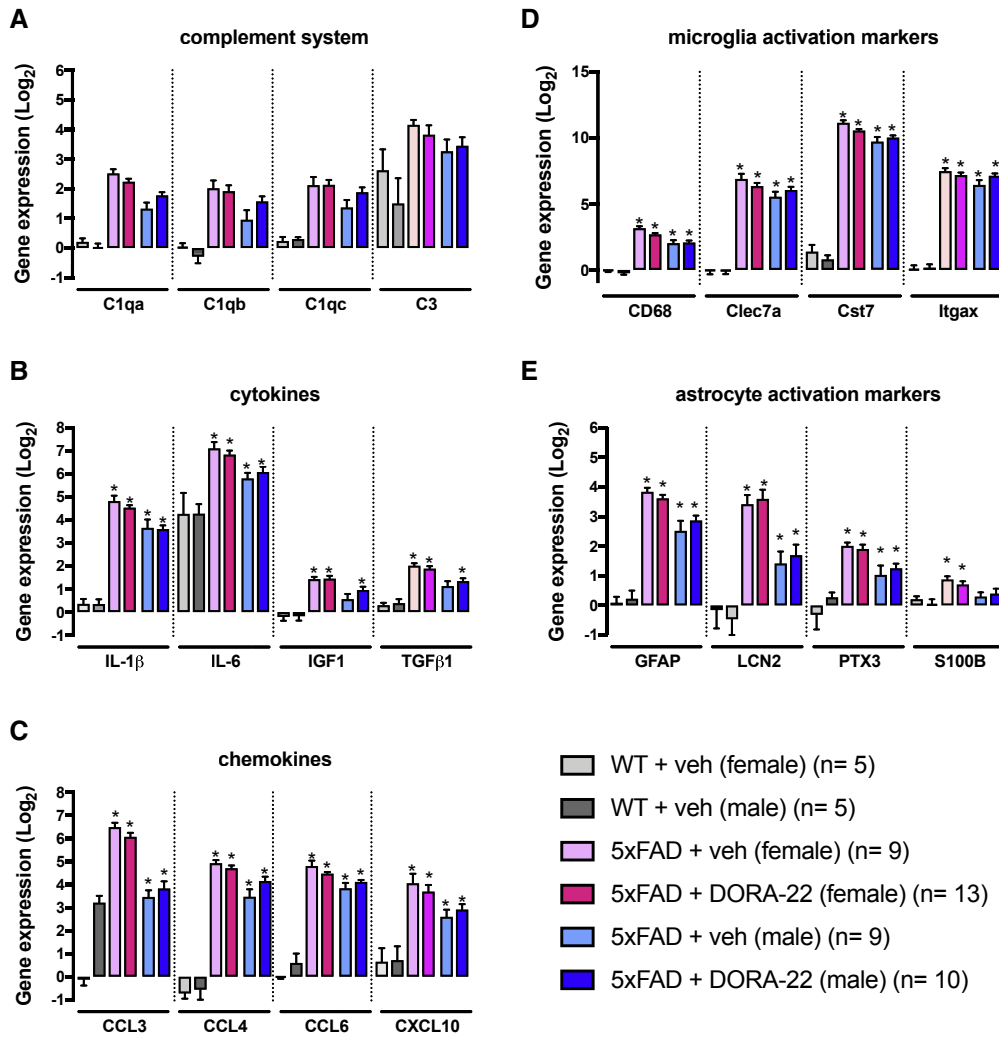 A
complement system
Gene expression (Log2)
6
5
4
3
2
1
0
-1
C1qa
C1qb
C1qc
C3
B
cytokines
Gene expression (Log2)
8
7
6
5
4
3
2
1
0
-1
* * * *
* * * *
* * *
* * *
IL-1β
IL-6
IGF1
TGFβ1
C
chemokines
Gene expression (Log2)
8
7
6
5
4
3
2
1
0
-1
* * * *
* * * *
* * * *
* * * *
CCL3
CCL4
CCL6
CXCL10
D
microglia activation markers
Gene expression (Log2)
15
10
5
0
* * * *
* * * *
* * * *
* * * *
CD68
Clec7a
Cst7
Itgax
E
astrocyte activation markers
Gene expression (Log2)
6
5
4
3
2
1
0
-1
* * * *
* * * *
* * * *
* *
GFAP
LCN2
PTX3
S100B
WT + veh (female) (n= 5)
WT + veh (male) (n= 5)
5xFAD + veh (female) (n= 9)
5xFAD + DORA-22 (female) (n= 13)
5xFAD + veh (male) (n= 9)
5xFAD + DORA-22 (male) (n= 10)